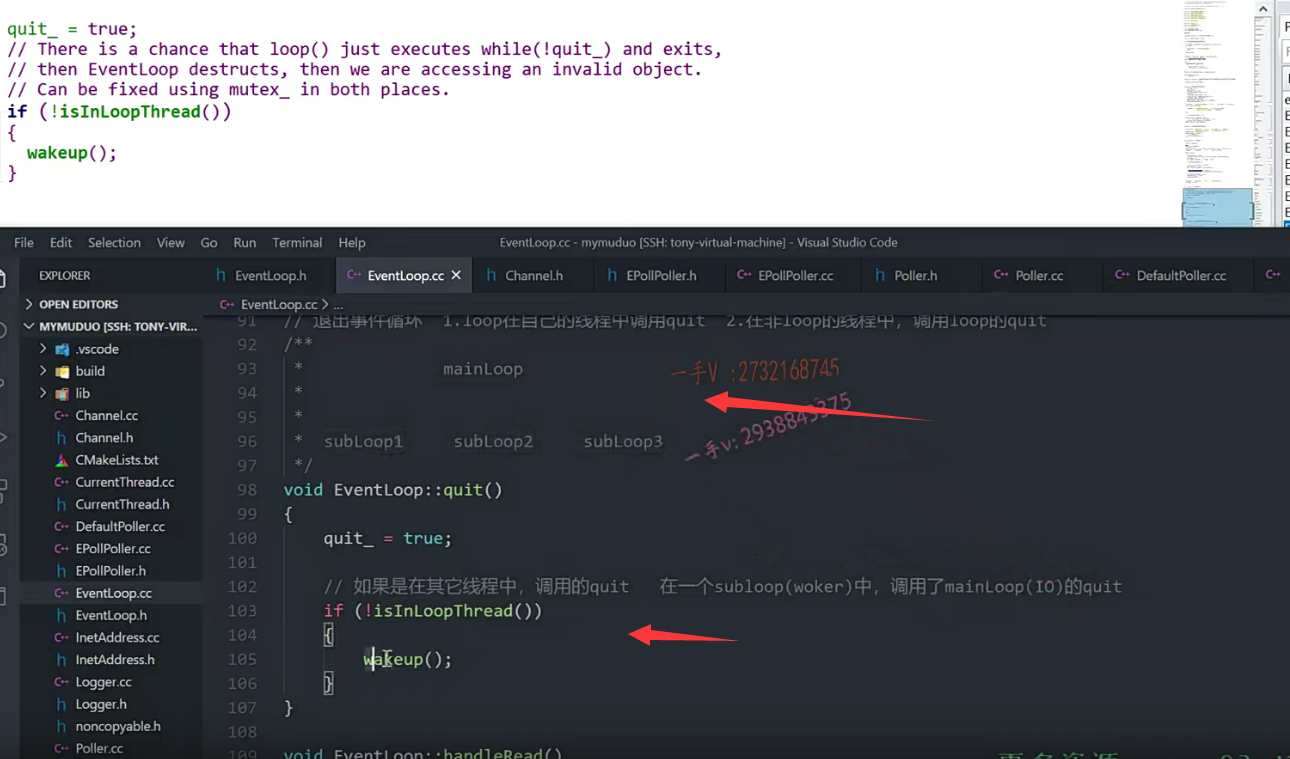 quit_ = true;
// There is a chance that loop() just executes while(!quit_) and exits,
// then EventLoop destructs, then we are accessing an invalid object.
// Can be fixed using mutex_ in both places.
if (!isInLoopThread())
{
wakeup();
}
File Edit Selection View Go Run Terminal Help
EventLoop.cc - mymuduo [SSH: tony-virtual-machine] - Visual Studio Code
EXPLORER
h EventLoop.h
C++ EventLoop.cc ×
h Channel.h
h EPollPoller.h
C++ EPollPoller.cc
h Poller.h
C++ Poller.cc
C++ DefaultPoller.cc
C++
OPEN EDITORS
MYMUDUO [SSH: TONY-VIR...
.vscode
build
lib
C++ Channel.cc
h Channel.h
CMakeLists.txt
C++ CurrentThread.cc
h CurrentThread.h
C++ DefaultPoller.cc
C++ EPollPoller.cc
h EPollPoller.h
C++ EventLoop.cc
h EventLoop.h
C++ InetAddress.cc
h InetAddress.h
C++ Logger.cc
h Logger.h
h noncopyable.h
C++ Poller.cc
C++ EventLoop.cc > ...
91 // 退出事件循环 1.loop在自己的线程中调用quit 2.在非loop的线程中，调用loop的quit
92 /**
93 * mainLoop
一手V :2732168745
94 *
95 *
一手v: 2938843375
96 * subLoop1 subLoop2 subLoop3
97 */
98 void EventLoop::quit()
99 {
100 quit_ = true;
101
102 // 如果是在其它线程中，调用的quit 在一个subloop(woker)中，调用了mainLoop(IO)的quit
103 if (!isInLoopThread())
104 {
105 wakeup();
106 }
107 }
108
109 void EventLoop::handleRead()